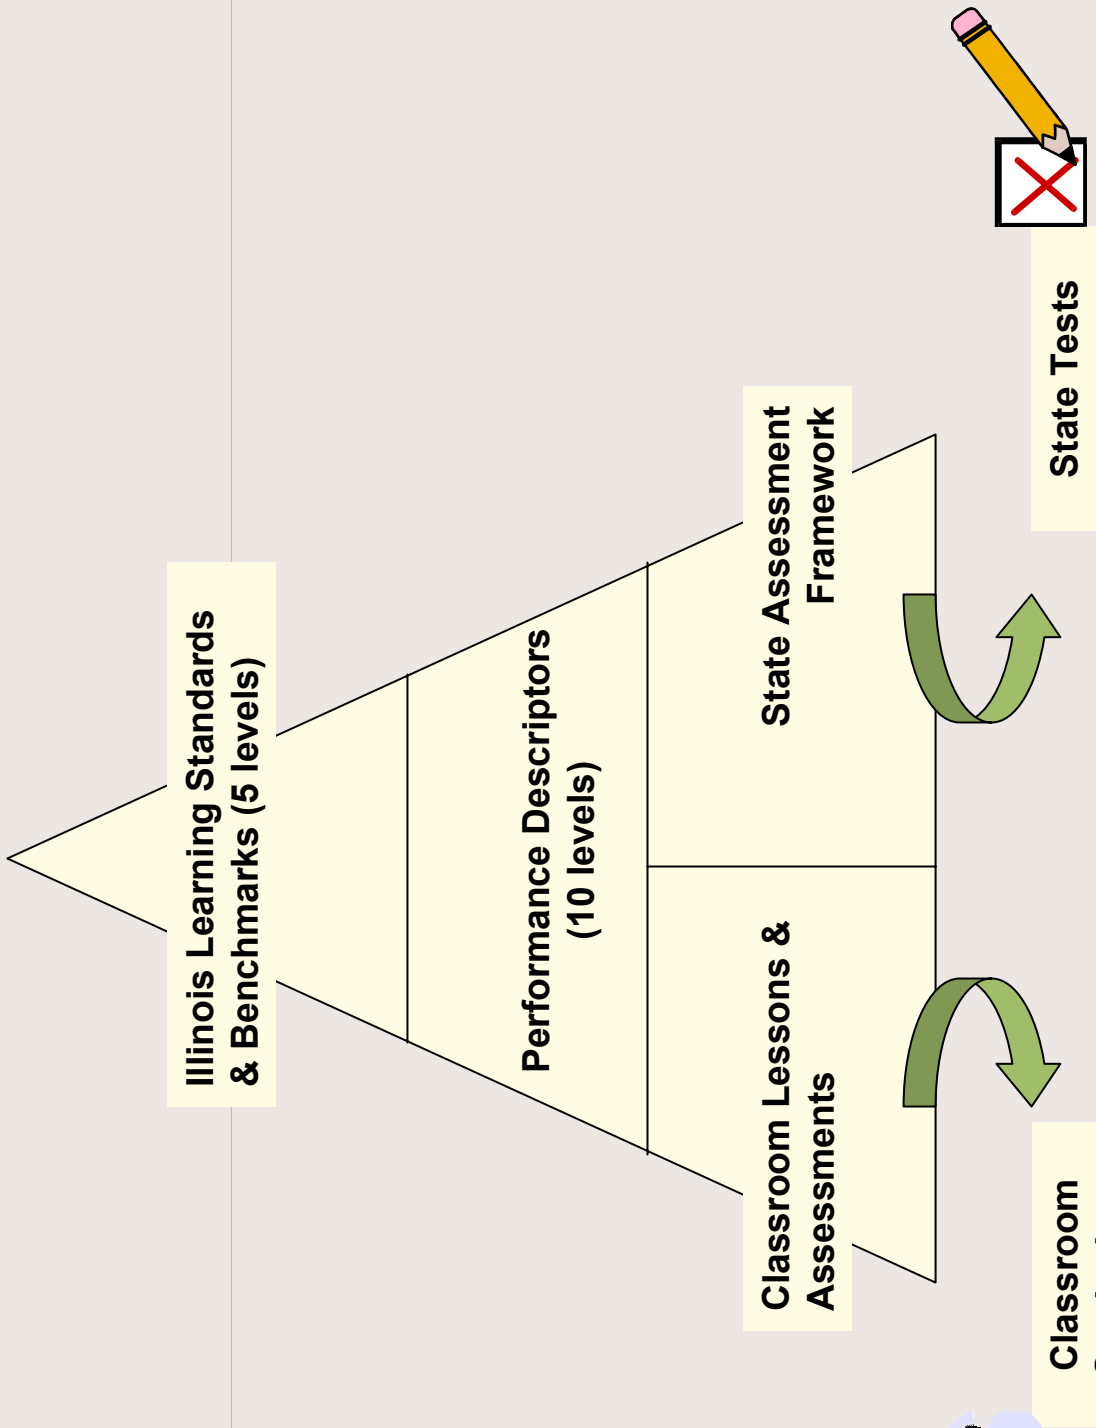 Illinois Learning Standards
& Benchmarks (5 levels)
Performance Descriptors
(10 levels)
Classroom Lessons &
Assessments
State Assessment
Framework
Classroom
State Tests